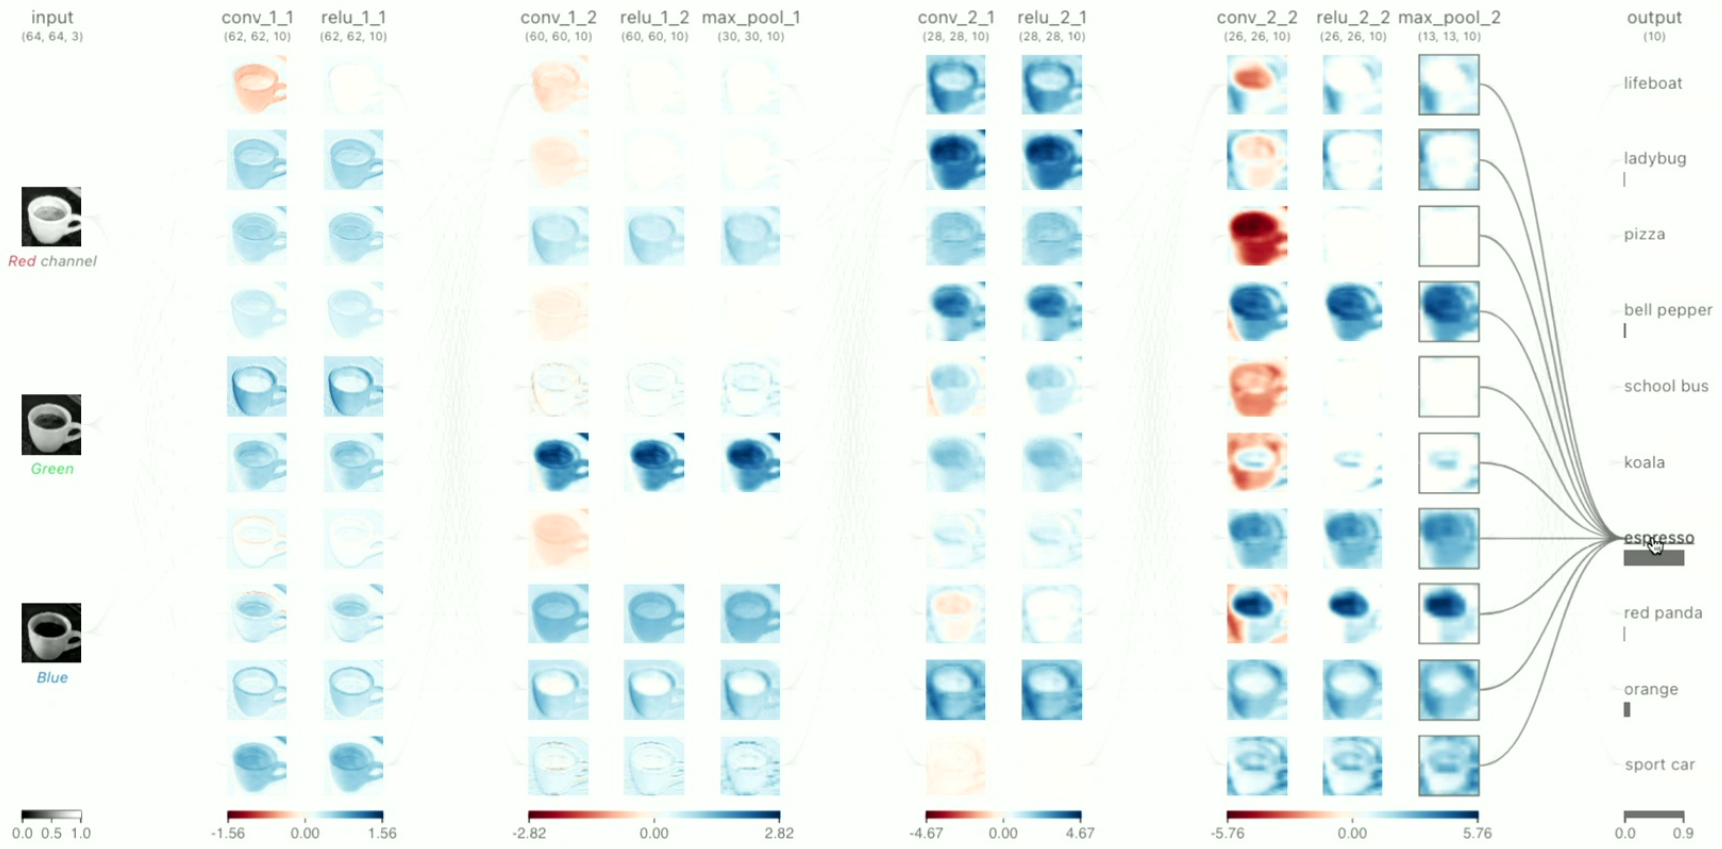 input conv_1_1 relu_1_1 conv_1_2 relu_1_2 max_pool_1 conv_2_1 relu_2_1 conv_2_2 relu_2_2 max_pool_2 output
(64, 64, 3) (62, 62, 10) (62, 62, 10) (60, 60, 10) (60, 60, 10) (30, 30, 10) (28, 28, 10) (28, 28, 10) (26, 26, 10) (26, 26, 10) (13, 13, 10) (10)
lifeboat
ladybug
pizza
Red channel
bell pepper
school bus
koala
Green
espresso
red panda
Blue
orange
sport car
0.0 0.5 1.0 -1.56 0.00 1.56 -2.82 0.00 2.82 -4.67 0.00 4.67 -5.76 0.00 5.76 0.0 0.9